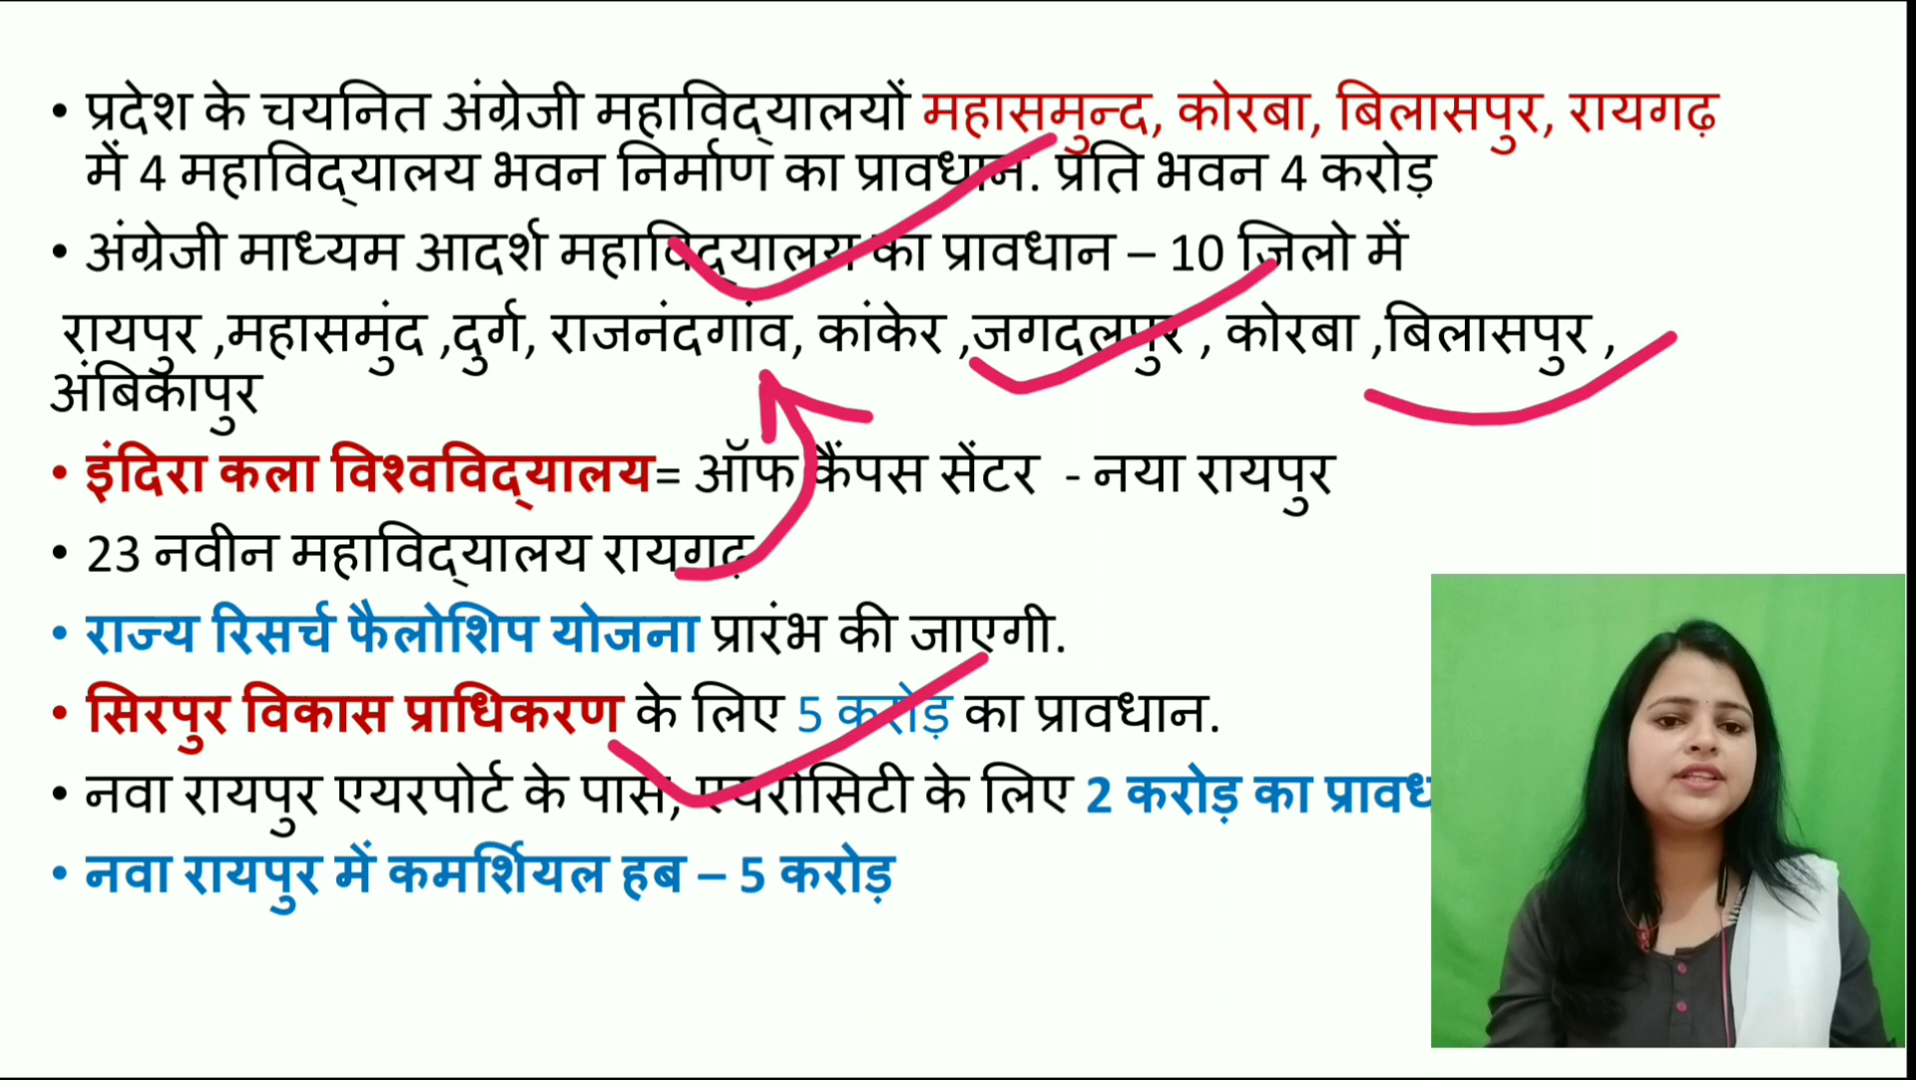 • प्रदेश के चयनित अंग्रेजी महाविद्यालयों महासमुन्द, कोरबा, बिलासपुर, रायगढ़
में 4 महाविद्यालय भवन निर्माण का प्रावधान. प्रति भवन 4 करोड़
• अंग्रेजी माध्यम आदर्श महाविद्यालय का प्रावधान – 10 जिलो में
रायपुर ,महासमुंद ,दुर्ग, राजनंदगांव, कांकेर ,जगदलपुर , कोरबा ,बिलासपुर ,
अंबिकापुर
• इंदिरा कला विश्वविद्यालय= ऑफ कैंपस सेंटर - नया रायपुर
• 23 नवीन महाविद्यालय रायगढ़
• राज्य रिसर्च फैलोशिप योजना प्रारंभ की जाएगी.
• सिरपुर विकास प्राधिकरण के लिए 5 करोड़ का प्रावधान.
• नवा रायपुर एयरपोर्ट के पास, एयरोसिटी के लिए 2 करोड़ का
• नवा रायपुर में कमर्शियल हब – 5 करोड़